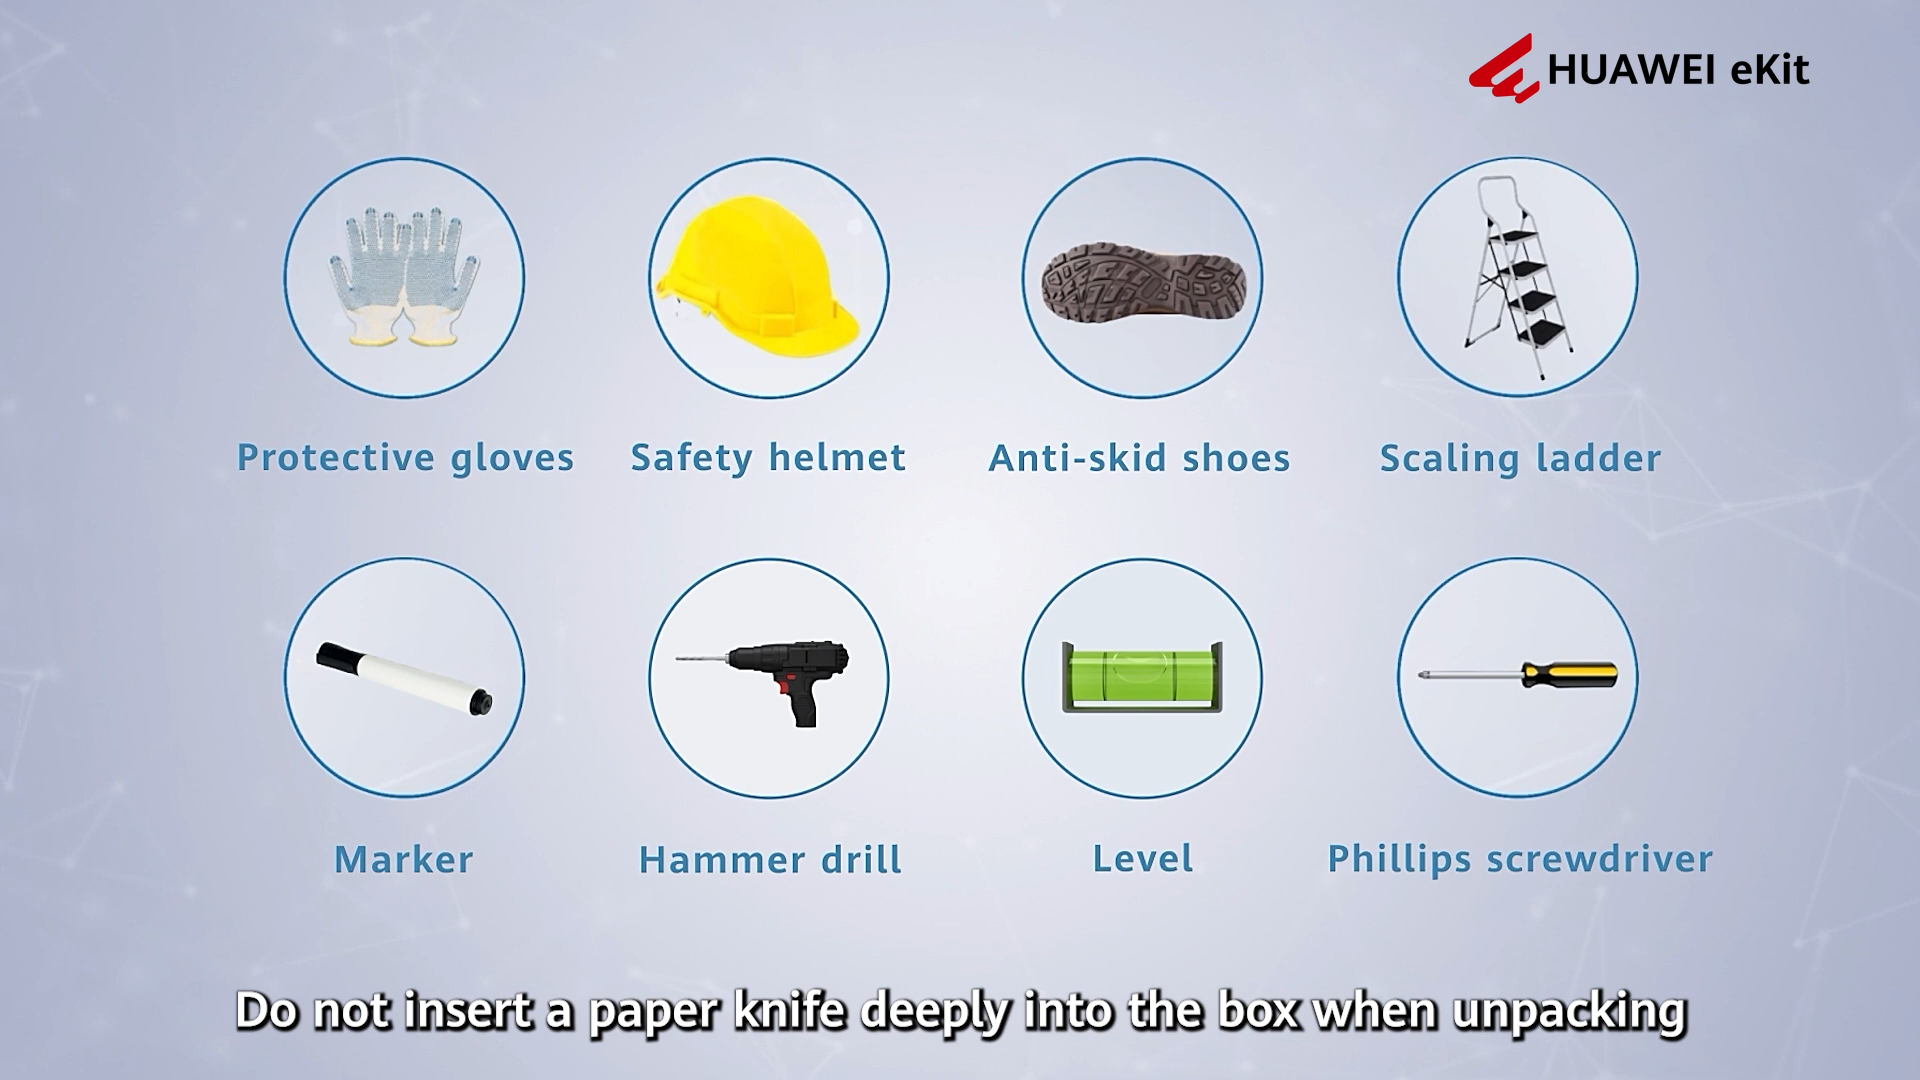 HUAWEI eKit
Protective gloves
Safety helmet
Anti-skid shoes
Scaling ladder
Marker
Hammer drill
Level
Phillips screwdriver
Do not insert a paper knife deeply into the box when unpacking